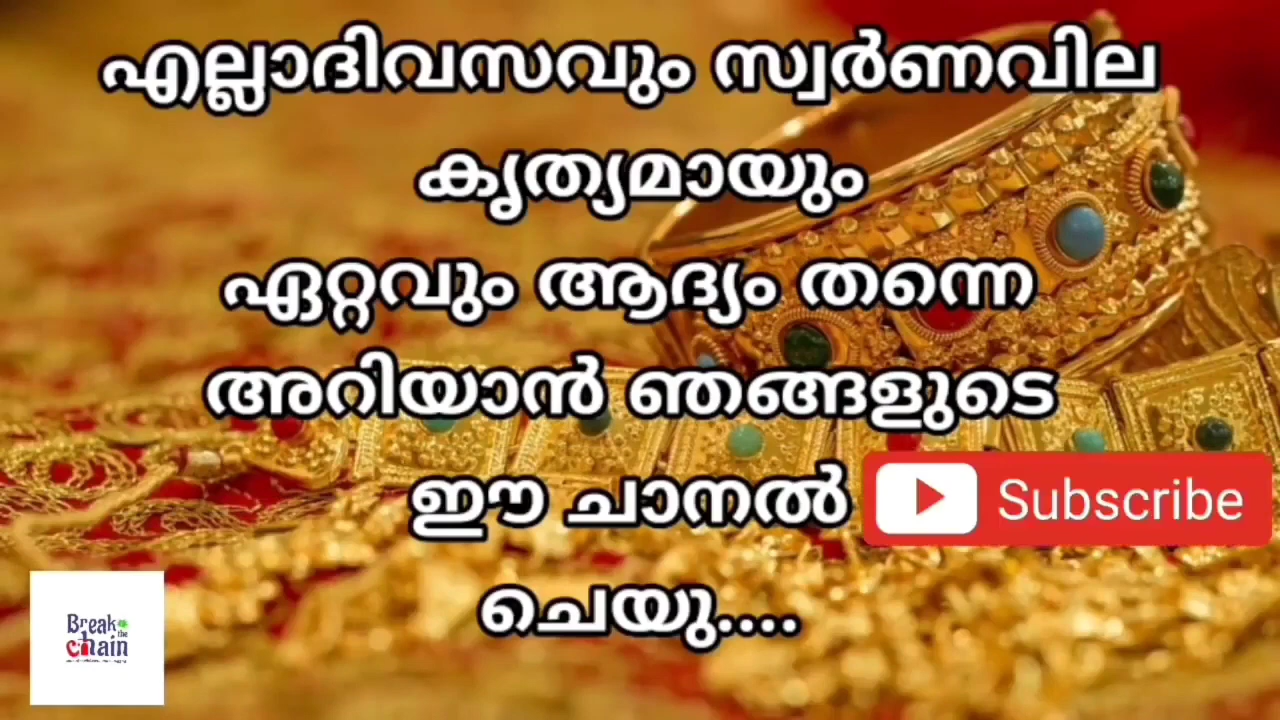 എല്ലാദിവസവും സ്വർണവില
കൃത്യമായും
ഏറ്റവും ആദ്യം തന്നെ
അറിയാൻ ഞങ്ങളുടെ
ഈ ചാനൽ Subscribe
ചെയു....
Break
the
chain